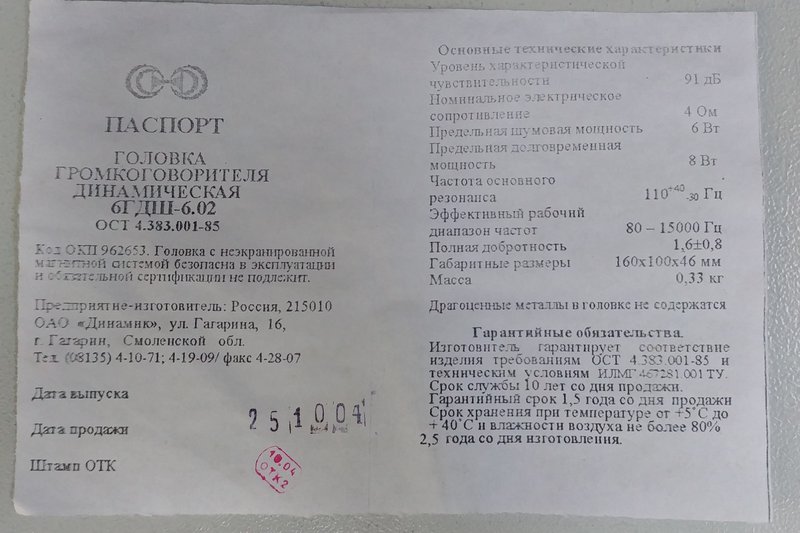 ПАСПОРТ
ГОЛОВКА
ГРОМКОГОВОРИТЕЛЯ
ДИНАМИЧЕСКАЯ
6ГДШ-6.02
ОСТ 4.383.001-85
Код ОКП 962653. Головка с неэкранированной
магнитной системой безопасна в эксплуатации
и обязательной сертификации не подлежит.
Предприятие-изготовитель: Россия, 215010
ОАО «Динамик», ул. Гагарина, 16,
г. Гагарин, Смоленской обл.
Тел. (08135) 4-10-71; 4-19-09/ факс 4-28-07
Дата выпуска
Дата продажи
251004
Штамп ОТК
10.04
ОТК2
Основные технические характеристики
Уровень характеристической
чувствительности 91 дБ
Номинальное электрическое
сопротивление 4 Ом
Предельная шумовая мощность 6 Вт
Предельная долговременная
мощность 8 Вт
Частота основного
резонанса 110+40-30 Гц
Эффективный рабочий
диапазон частот 80 – 15000 Гц
Полная добротность 1,6±0,8
Габаритные размеры 160х100х46 мм
Масса 0,33 кг
Драгоценные металлы в головке не содержатся
Гарантийные обязательства.
Изготовитель гарантирует соответствие
изделия требованиям ОСТ 4.383.001-85 и
техническим условиям ИЛМГ.467281.001 ТУ.
Срок службы 10 лет со дня продажи.
Гарантийный срок 1,5 года со дня продажи
Срок хранения при температуре от +5°С до
+ 40°С и влажности воздуха не более 80%
2,5 года со дня изготовления.